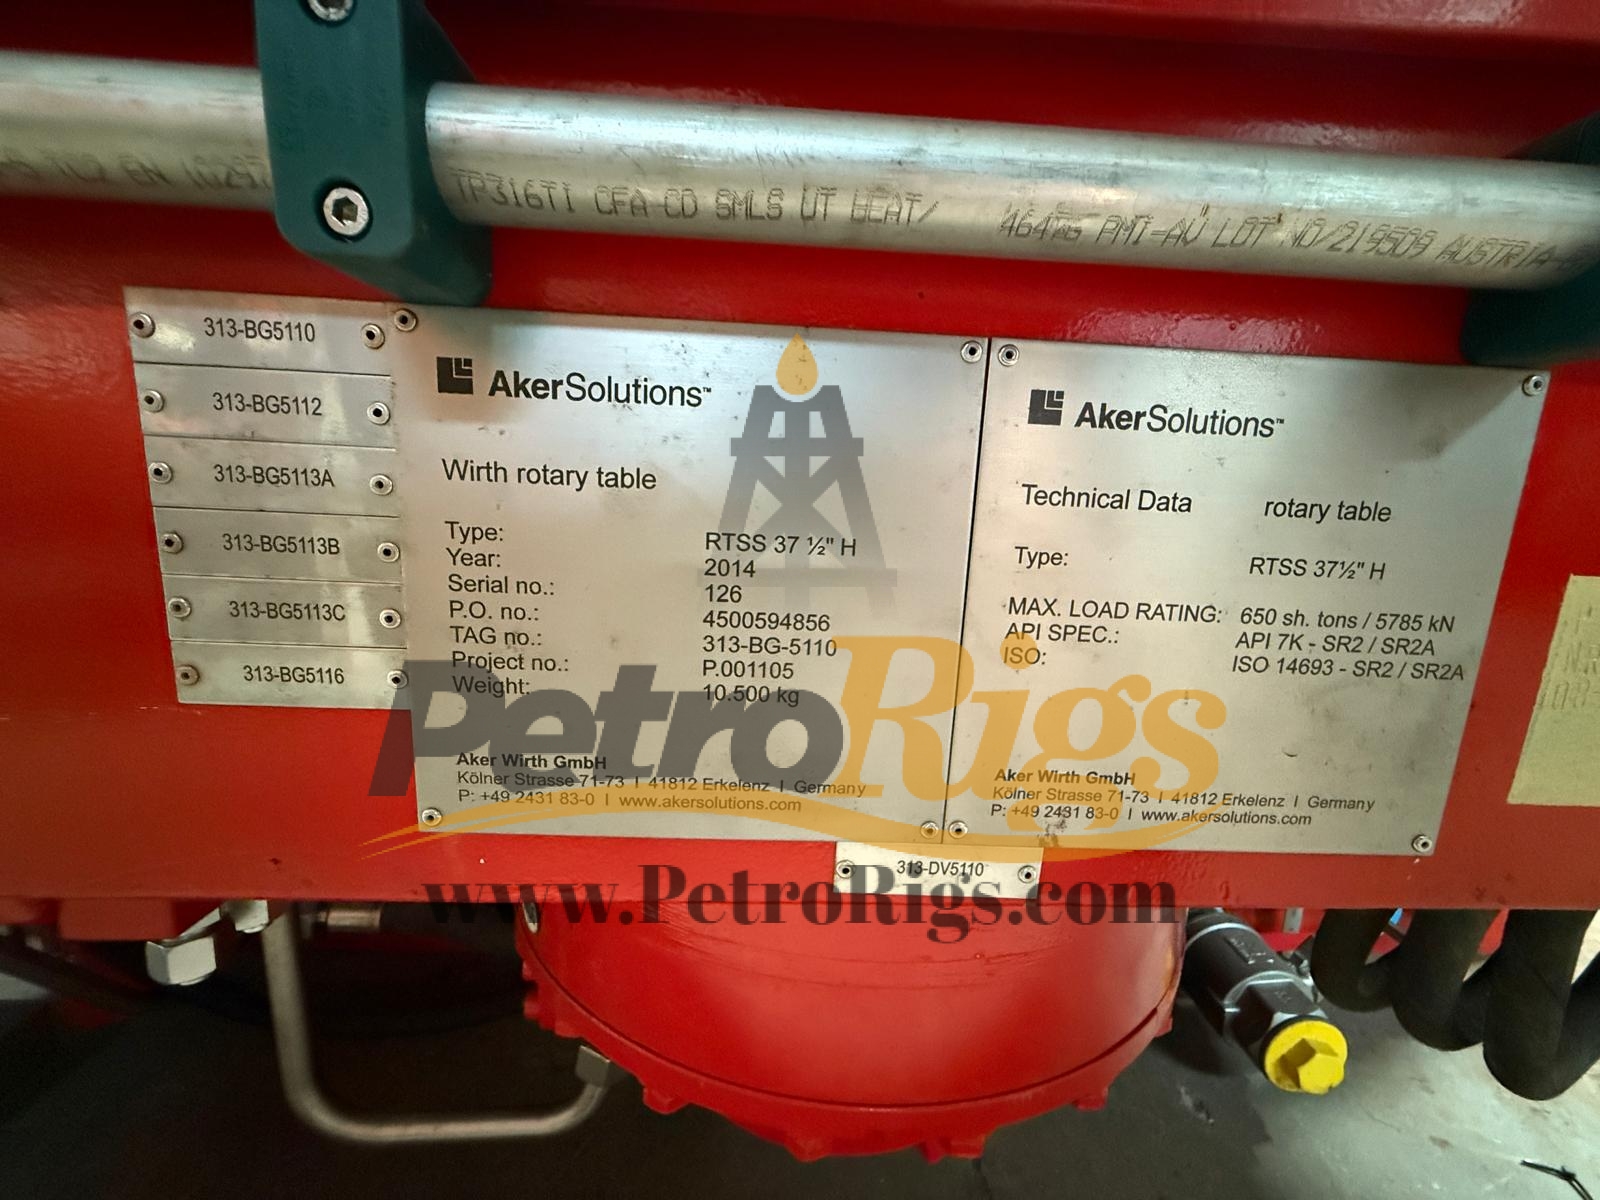 TP316TI CFA-CD SMLS UT HEAT/ PMI-AV LOT NO/219509 AUSTRIA
313-BG5110
313-BG5112
313-BG5113A
313-BG5113B
313-BG5113C
313-BG5116
AkerSolutions™
Wirth rotary table
Type: RTSS 37 ½" H
Year: 2014
Serial no.: 126
P.O. no.: 4500594856
TAG no.: 313-BG-5110
Project no.: P.001105
Weight: 10.500 kg
Aker Wirth GmbH
Kölner Strasse 71-73 I 41812 Erkelenz I Germany
P: +49 2431 83-0 I www.akersolutions.com
AkerSolutions™
Technical Data rotary table
Type: RTSS 37½" H
MAX. LOAD RATING: 650 sh. tons / 5785 kN
API SPEC.: API 7K - SR2 / SR2A
ISO: ISO 14693 - SR2 / SR2A
Aker Wirth GmbH
Kölner Strasse 71-73 I 41812 Erkelenz I Germany
P: +49 2431 83-0 I www.akersolutions.com
313-DV5110
PetroRigs
www.PetroRigs.com